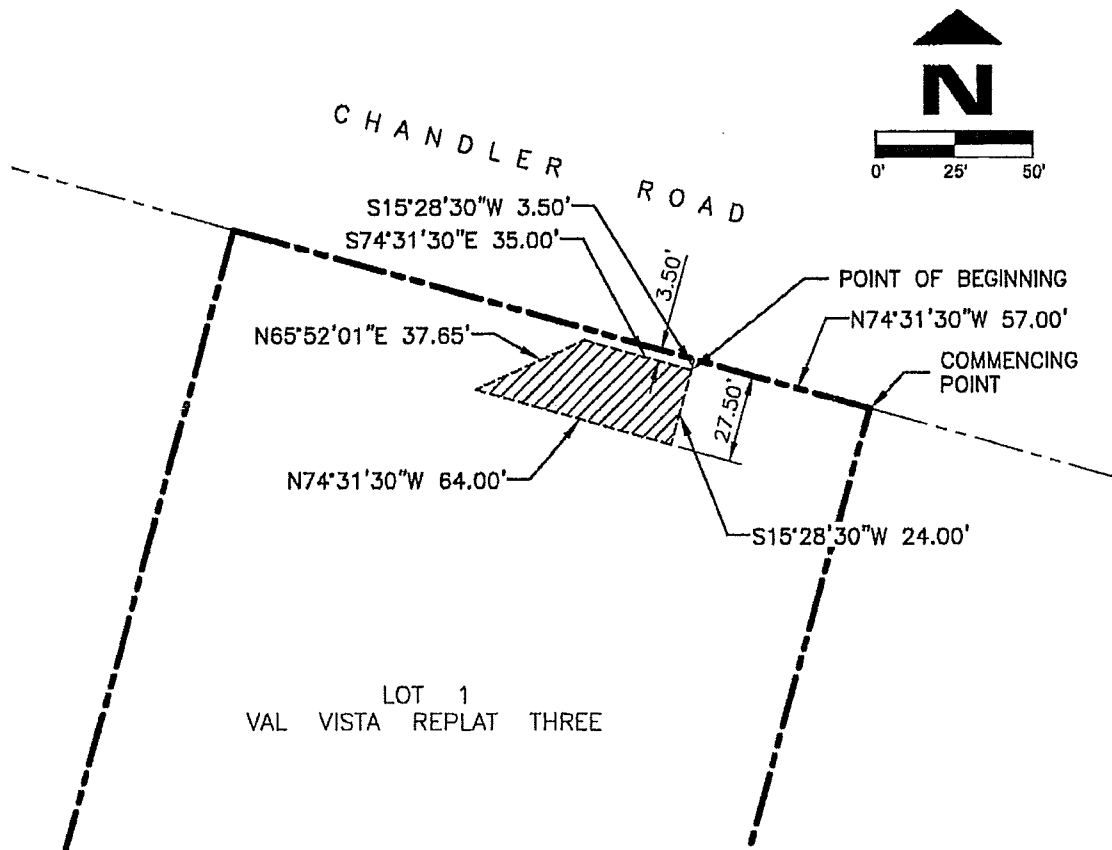 N
0' 25' 50'
CHANDLER ROAD
S15°28'30"W 3.50'
S74°31'30"E 35.00'
3.50'
POINT OF BEGINNING
N74°31'30"W 57.00'
N65°52'01"E 37.65'
COMMENCING
POINT
27.50'
N74°31'30"W 64.00'
S15°28'30"W 24.00'
LOT 1
VAL VISTA REPLAT THREE